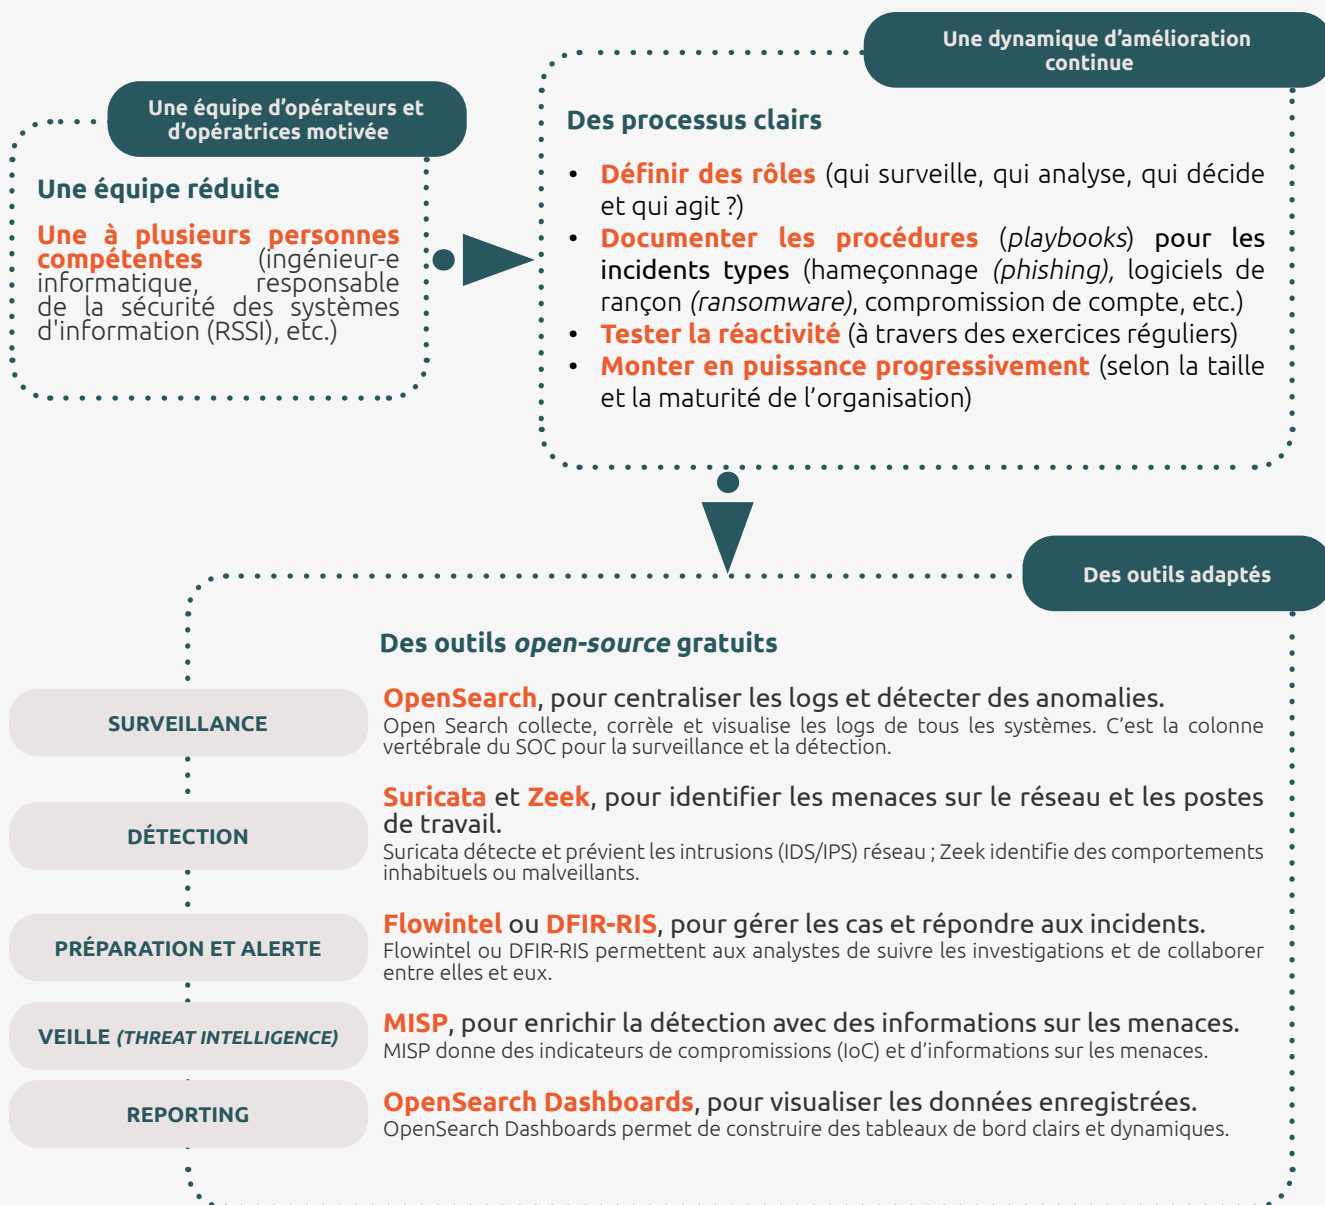 Une dynamique d’amélioration
continue
Une équipe d’opérateurs et
d’opératrices motivée
Une équipe réduite
Une à plusieurs personnes
compétentes (ingénieur-e
informatique, responsable
de la sécurité des systèmes
d'information (RSSI), etc.)
Des processus clairs
• Définir des rôles (qui surveille, qui analyse, qui décide
et qui agit ?)
• Documenter les procédures (playbooks) pour les
incidents types (hameçonnage (phishing), logiciels de
rançon (ransomware), compromission de compte, etc.)
• Tester la réactivité (à travers des exercices réguliers)
• Monter en puissance progressivement (selon la taille
et la maturité de l’organisation)
Des outils adaptés
Des outils open-source gratuits
SURVEILLANCE
OpenSearch, pour centraliser les logs et détecter des anomalies.
Open Search collecte, corrèle et visualise les logs de tous les systèmes. C’est la colonne
vertébrale du SOC pour la surveillance et la détection.
DÉTECTION
Suricata et Zeek, pour identifier les menaces sur le réseau et les postes
de travail.
Suricata détecte et prévient les intrusions (IDS/IPS) réseau ; Zeek identifie des comportements
inhabituels ou malveillants.
PRÉPARATION ET ALERTE
Flowintel ou DFIR-RIS, pour gérer les cas et répondre aux incidents.
Flowintel ou DFIR-RIS permettent aux analystes de suivre les investigations et de collaborer
entre elles et eux.
VEILLE (THREAT INTELLIGENCE)
MISP, pour enrichir la détection avec des informations sur les menaces.
MISP donne des indicateurs de compromissions (IoC) et d’informations sur les menaces.
REPORTING
OpenSearch Dashboards, pour visualiser les données enregistrées.
OpenSearch Dashboards permet de construire des tableaux de bord clairs et dynamiques.